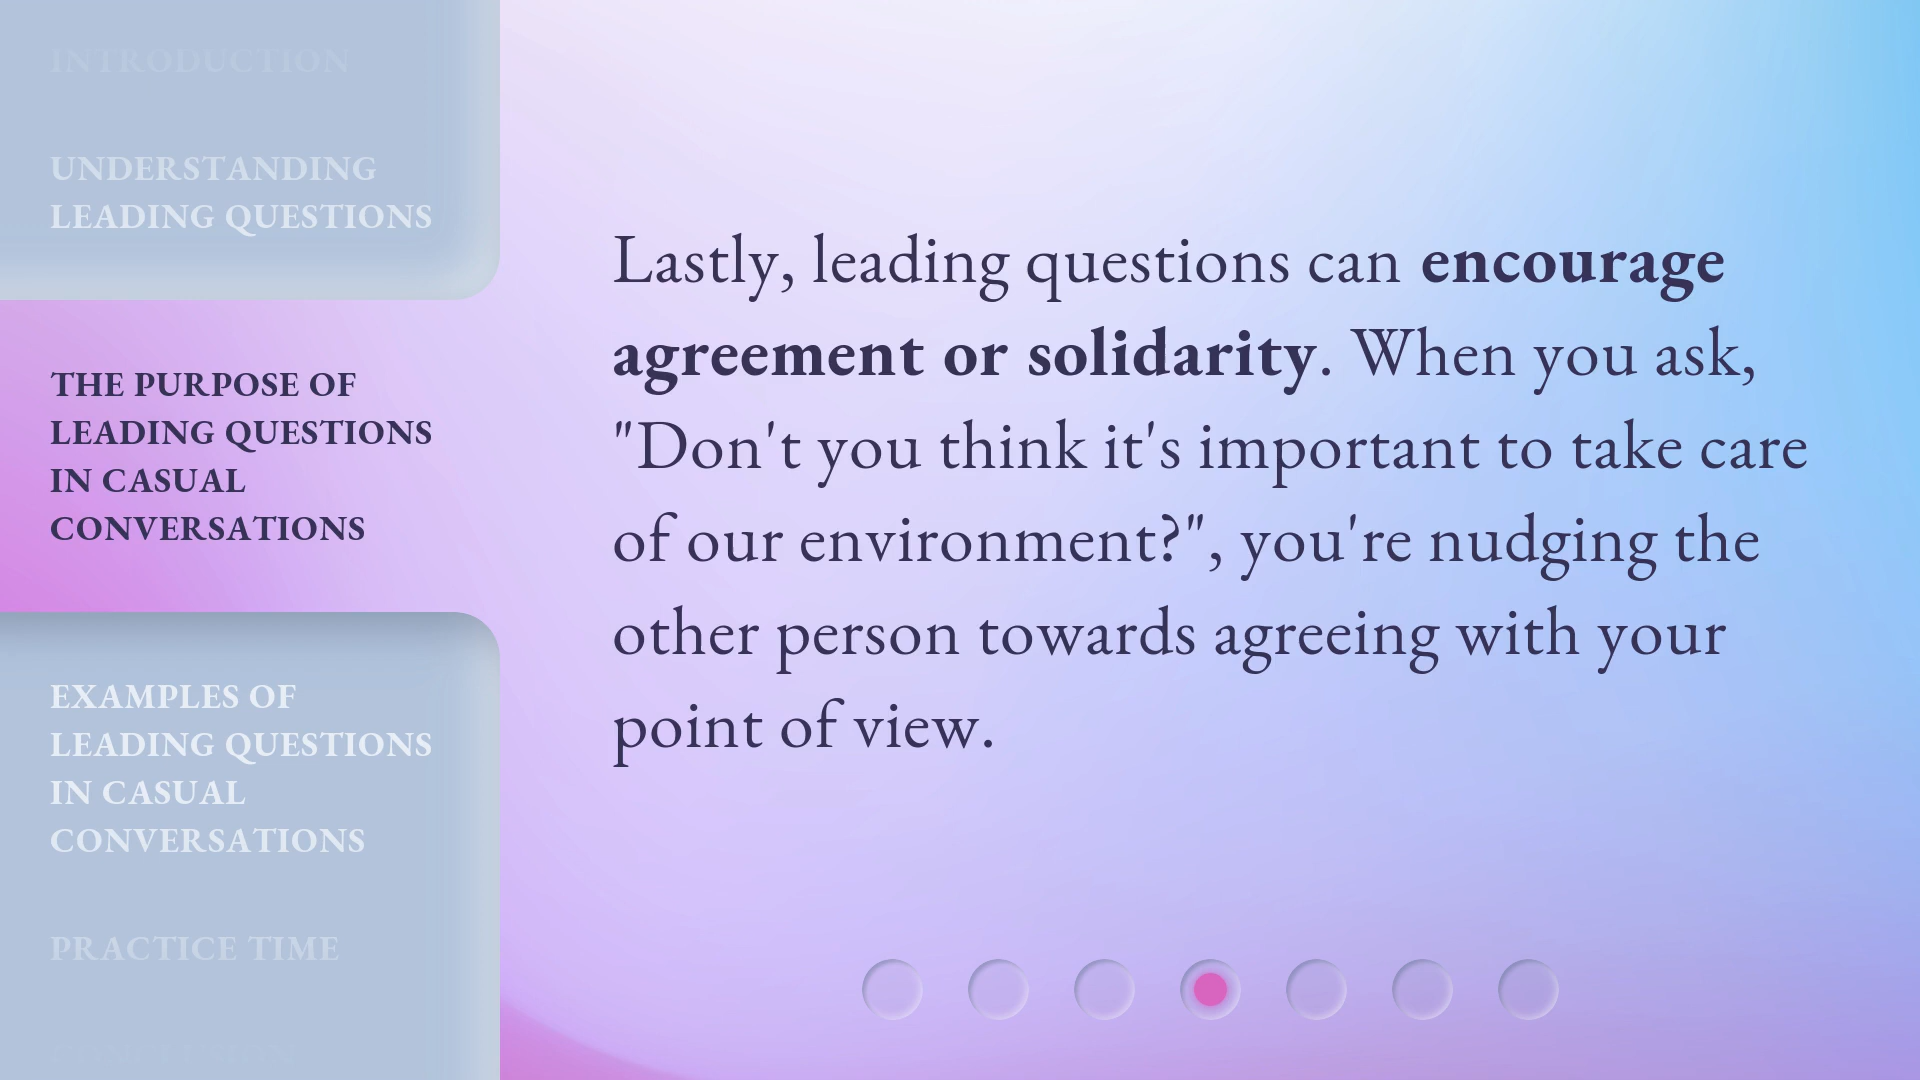 INTRODUCTION
UNDERSTANDING
LEADING QUESTIONS
THE PURPOSE OF
LEADING QUESTIONS
IN CASUAL
CONVERSATIONS
EXAMPLES OF
LEADING QUESTIONS
IN CASUAL
CONVERSATIONS
PRACTICE TIME
CONCLUSION
Lastly, leading questions can encourage
agreement or solidarity. When you ask,
"Don't you think it's important to take care
of our environment?", you're nudging the
other person towards agreeing with your
point of view.